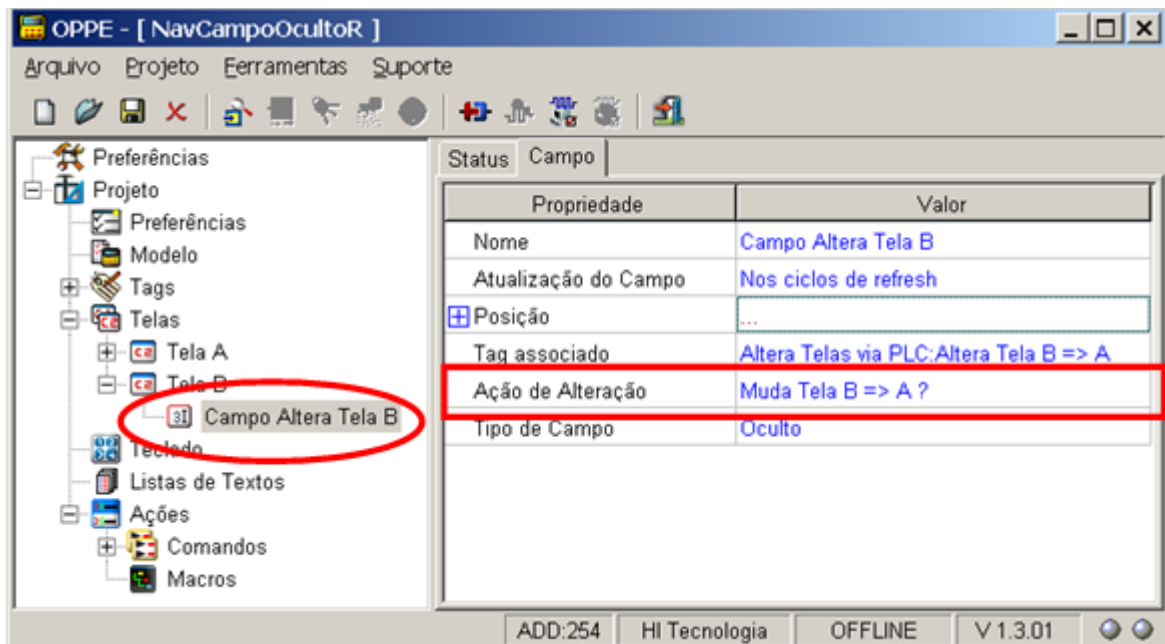 OPPE - [ NavCampoOcultoR ]
Arquivo Projeto Ferramentas Suporte
Preferências
Projeto
Preferências
Modelo
Tags
Telas
Tela A
Tela B
Campo Altera Tela B
Teclado
Listas de Textos
Ações
Comandos
Macros
Status Campo
Propriedade Valor
Nome Campo Altera Tela B
Atualização do Campo Nos ciclos de refresh
Posição ...
Tag associado Altera Telas via PLC:Altera Tela B => A
Ação de Alteração Muda Tela B => A ?
Tipo de Campo Oculto
ADD:254 HI Tecnologia OFFLINE V 1.3.01